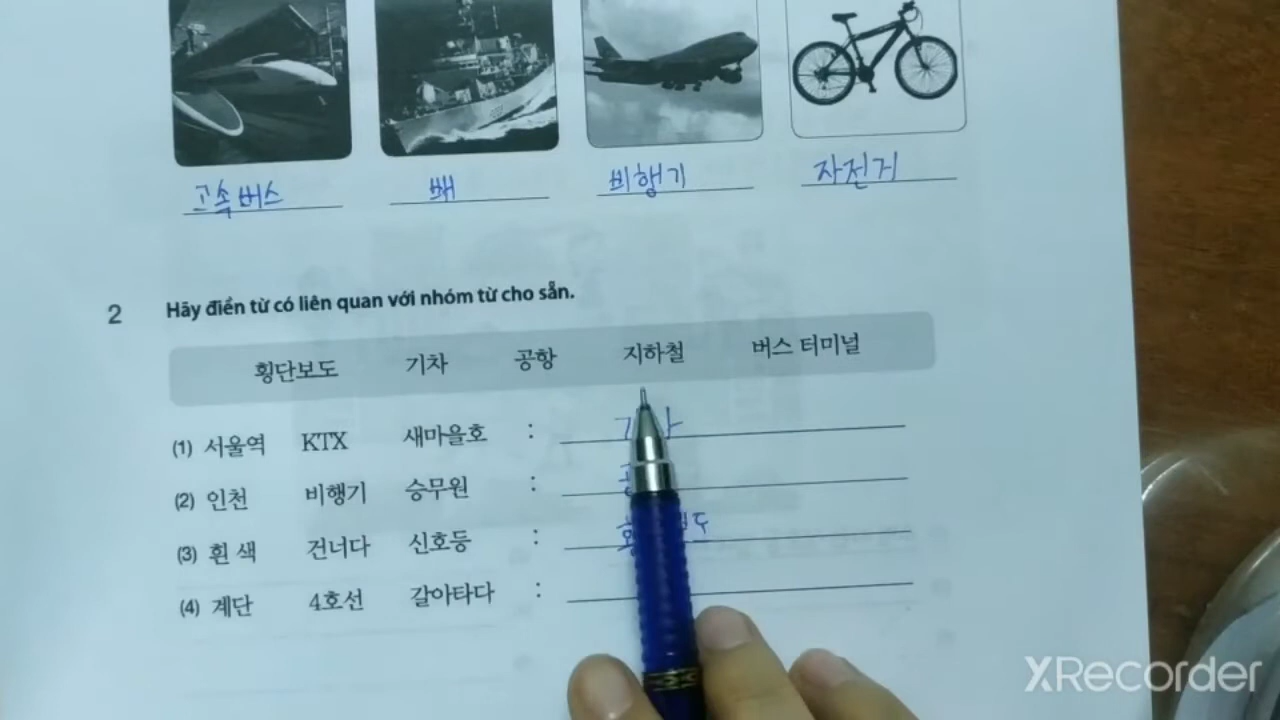 고속버스 배 비행기 자전거
2 Hãy điền từ có liên quan với nhóm từ cho sẵn.
횡단보도 기차 공항 지하철 버스 터미널
(1) 서울역 KTX 새마을호 :
(2) 인천 비행기 승무원 :
(3) 흰 색 건너다 신호등 :
(4) 계단 4호선 갈아타다 :
XRecorder